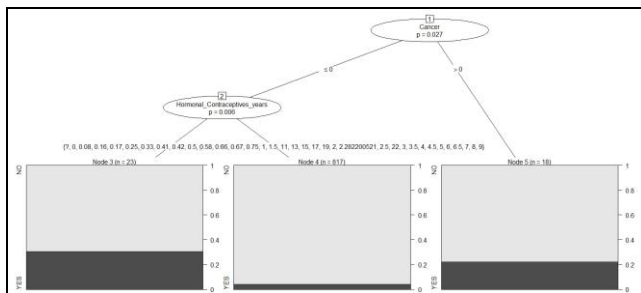 1
Cancer
p = 0.027
≤ 0
> 0
2
Hormonal_Contraceptives_years
p = 0.006
{?, 0, 0.08, 0.16, 0.17, 0.25, 0.33, 0.41, 0.42, 0.5, 0.58, 0.66, 0.67, 0.75, 1, 1.5, 11, 13, 15, 17, 19, 2, 2.282200521, 2.5, 22, 3, 3.5, 4, 4.5, 5, 6, 6.5, 7, 8, 9}
Node 3 (n = 23)
NO
YES
1
0.8
0.6
0.4
0.2
0
Node 4 (n = 817)
NO
YES
1
0.8
0.6
0.4
0.2
0
Node 5 (n = 18)
NO
YES
1
0.8
0.6
0.4
0.2
0